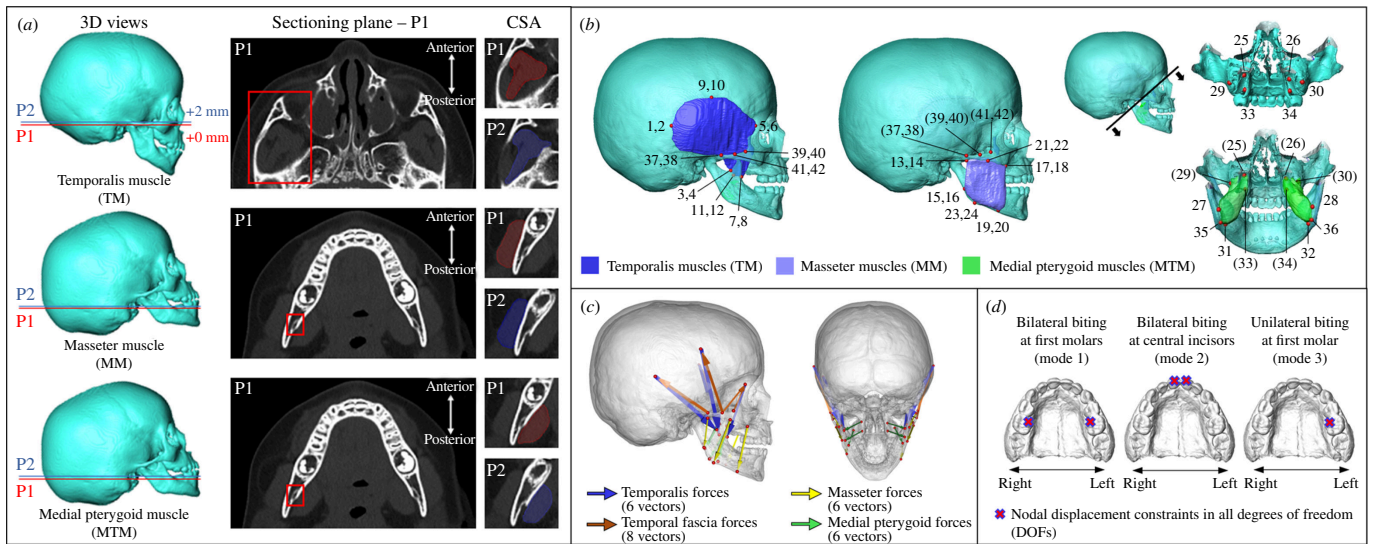 (a)
3D views
P2
P1
+2 mm
+0 mm
Temporalis muscle
(TM)
P2
P1
Masseter muscle
(MM)
P2
P1
Medial pterygoid muscle
(MTM)
Sectioning plane – P1
P1
Anterior
Posterior
P1
Anterior
Posterior
P1
Anterior
Posterior
CSA
P1
P2
P1
P2
P1
P2
(b)
9,10
1,2
5,6
37,38
39,40
41,42
3,4
11,12
7,8
(41,42)
(39,40)
(37,38)
21,22
13,14
17,18
15,16
23,24
19,20
25
26
29
30
33
34
(25)
(26)
(29)
(30)
27
28
35
36
31
32
(33)
(34)
Temporalis muscles (TM)
Masseter muscles (MM)
Medial pterygoid muscles (MTM)
(c)
Temporalis forces
(6 vectors)
Temporal fascia forces
(8 vectors)
Masseter forces
(6 vectors)
Medial pterygoid forces
(6 vectors)
(d)
Bilateral biting
at first molars
(mode 1)
Bilateral biting
at central incisors
(mode 2)
Unilateral biting
at first molar
(mode 3)
Right
Left
Right
Left
Right
Left
Nodal displacement constraints in all degrees of freedom
(DOFs)